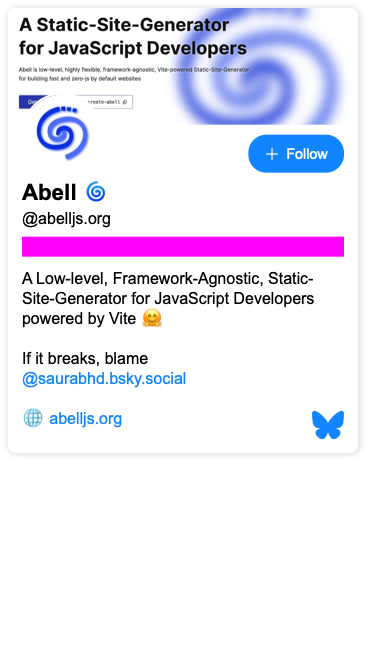 A Static-Site-Generator
for JavaScript Developers
Abell is low-level, highly flexible, framework-agnostic, Vite-powered Static-Site-Generator
for building fast and zero-js by default websites
create-abell
+ Follow
Abell 🌀
@abelljs.org
A Low-level, Framework-Agnostic, Static-
Site-Generator for JavaScript Developers
powered by Vite 🤗
If it breaks, blame
@saurabhd.bsky.social
🌐 abelljs.org